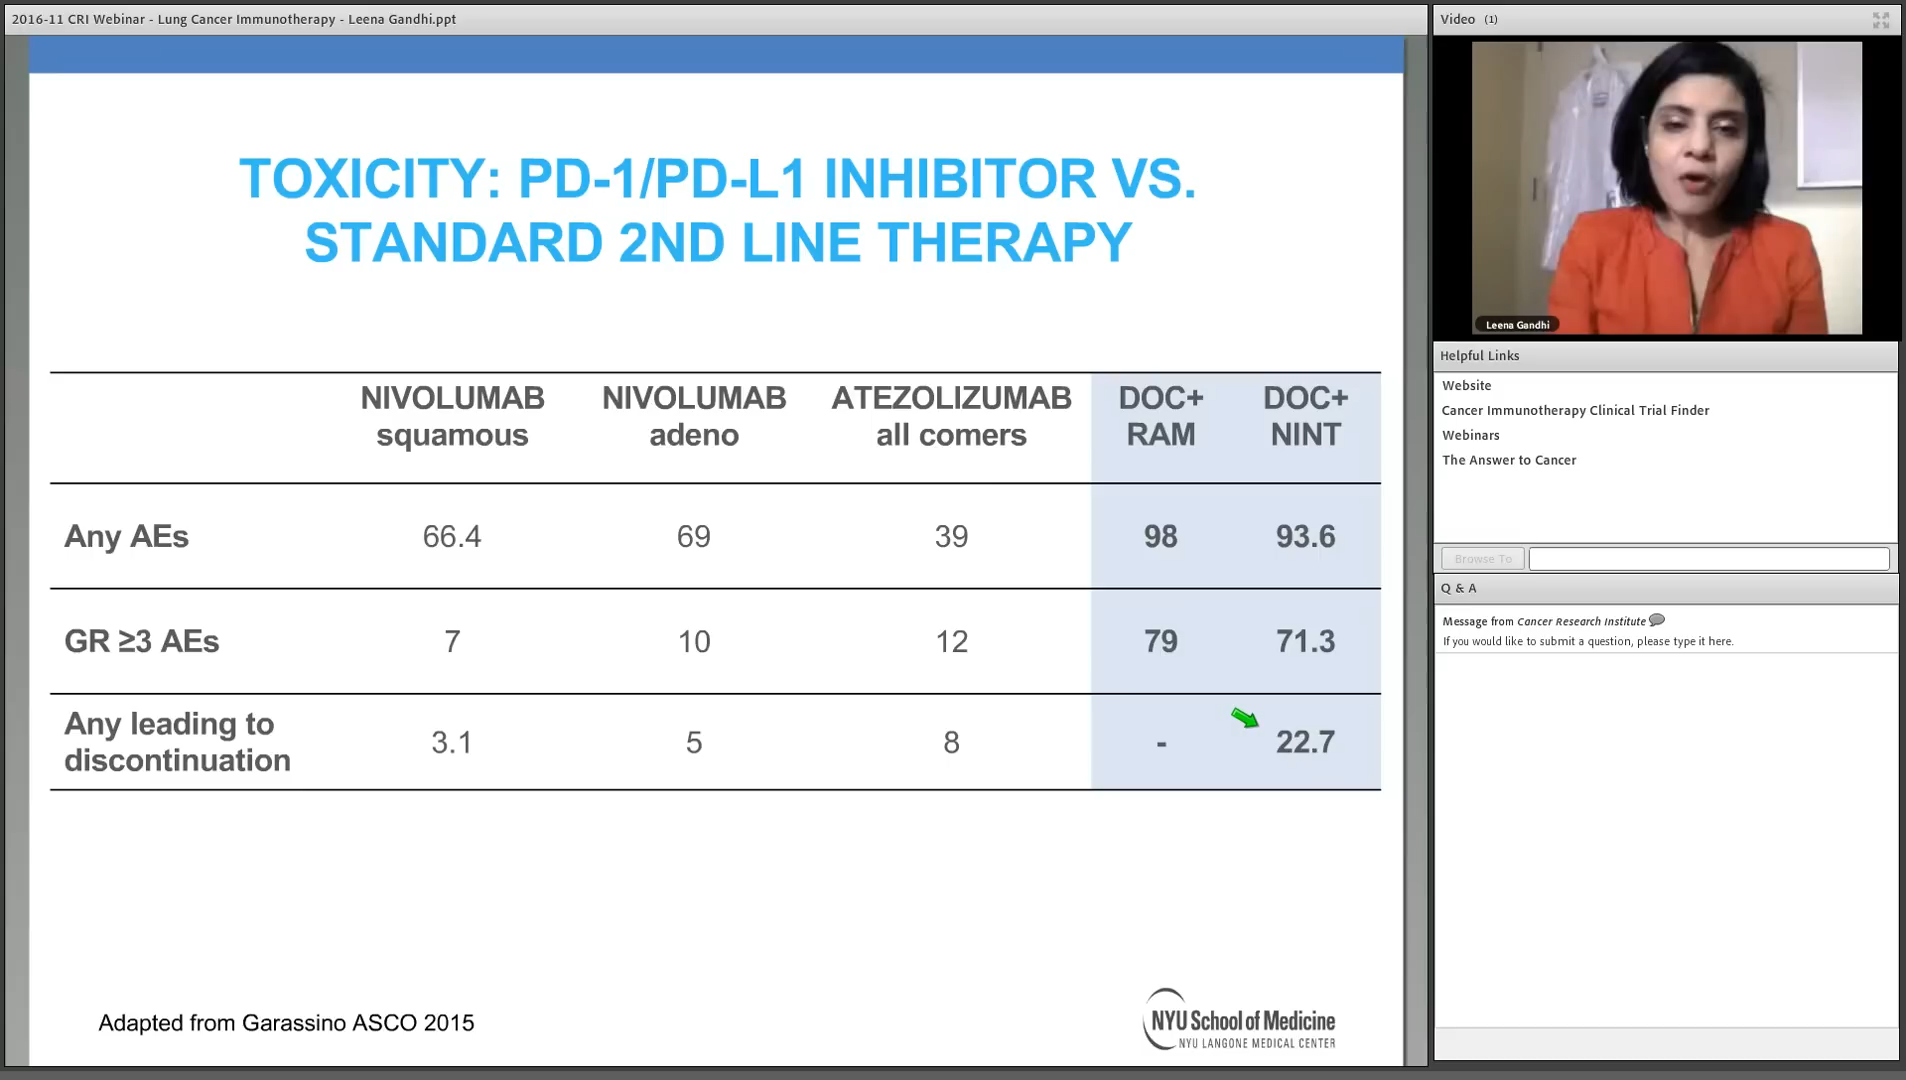 2016-11 CRI Webinar - Lung Cancer Immunotherapy - Leena Gandhi.ppt
TOXICITY: PD-1/PD-L1 INHIBITOR VS.
STANDARD 2ND LINE THERAPY
NIVOLUMAB squamous
NIVOLUMAB adeno
ATEZOLIZUMAB all comers
DOC+ RAM
DOC+ NINT
Any AEs 66.4 69 39 98 93.6
GR ≥3 AEs 7 10 12 79 71.3
Any leading to discontinuation 3.1 5 8 - 22.7
Adapted from Garassino ASCO 2015
NYU School of Medicine
NYU LANGONE MEDICAL CENTER
Video (1)
Leena Gandhi
Helpful Links
Website
Cancer Immunotherapy Clinical Trial Finder
Webinars
The Answer to Cancer
Browse To
Q & A
Message from Cancer Research Institute
If you would like to submit a question, please type it here.